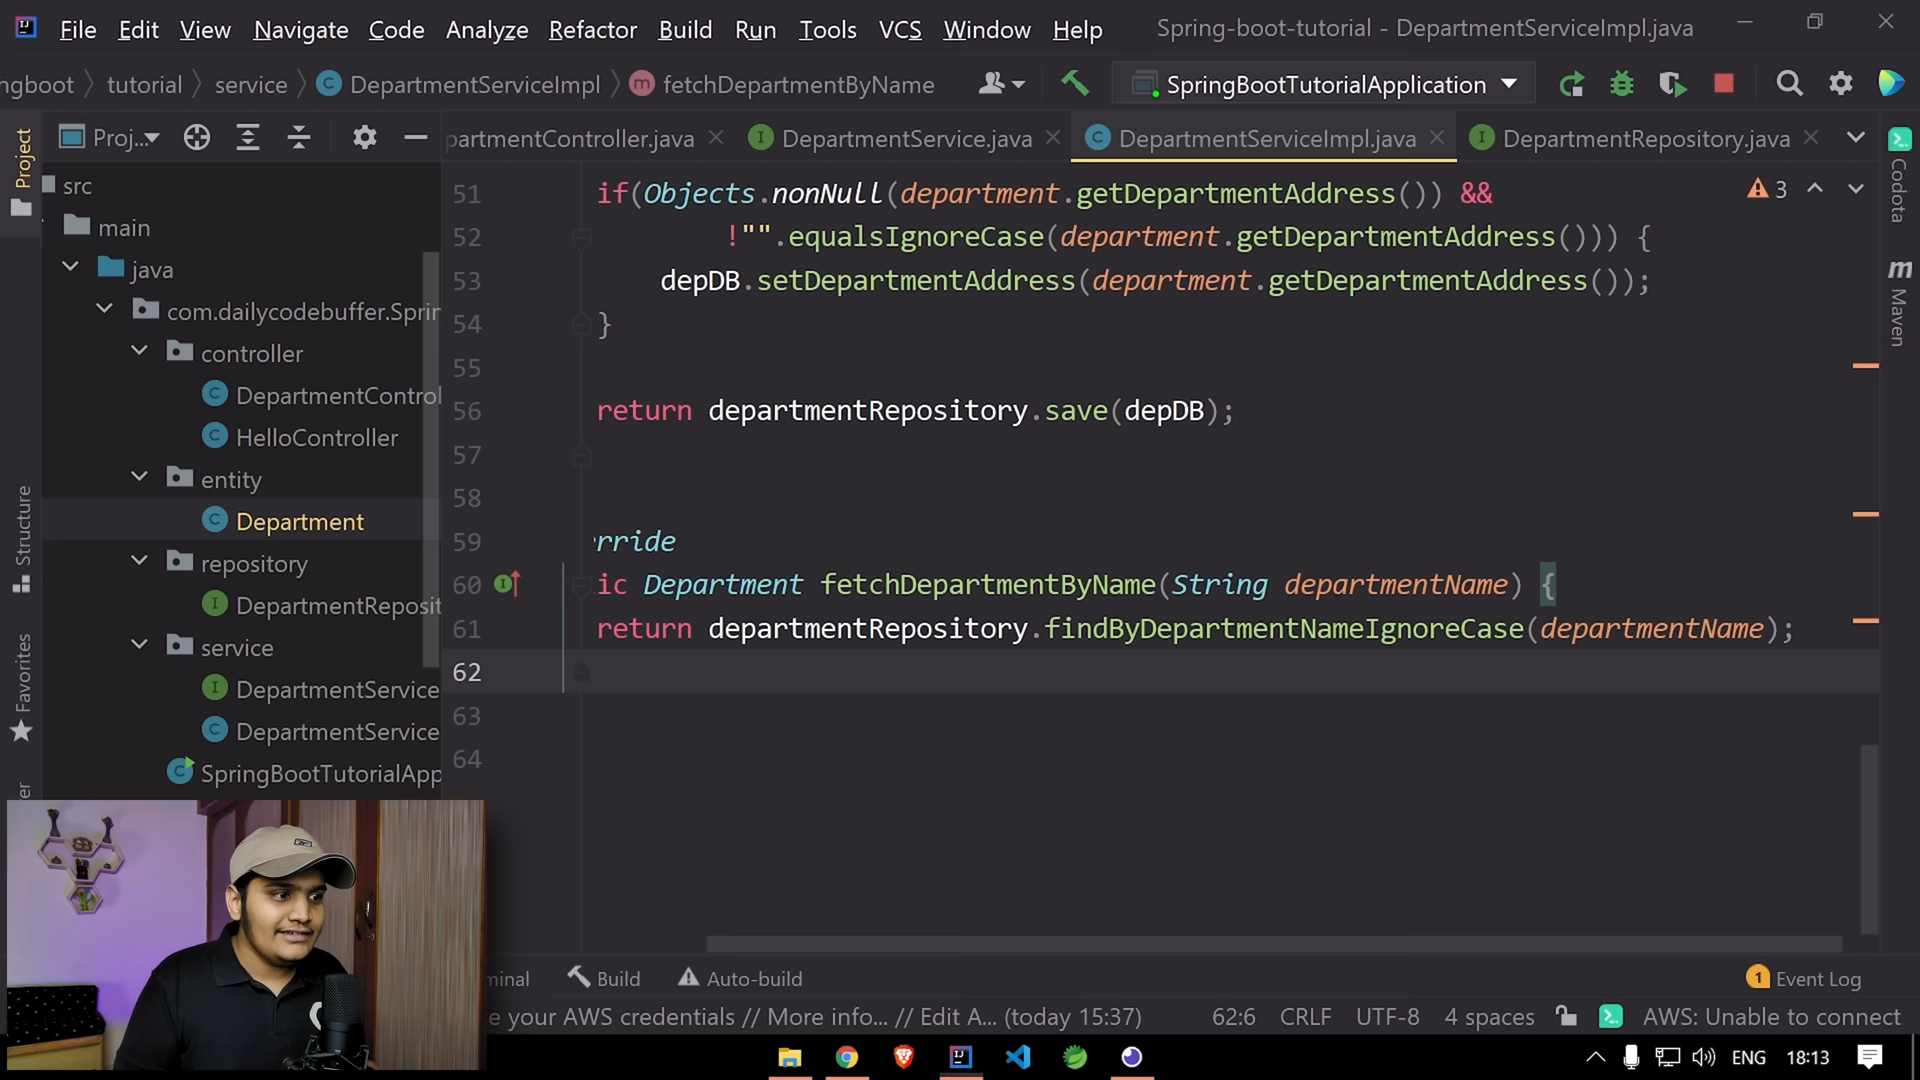 File Edit View Navigate Code Analyze Refactor Build Run Tools VCS Window Help Spring-boot-tutorial - DepartmentServiceImpl.java
ngboot tutorial service DepartmentServiceImpl fetchDepartmentByName SpringBootTutorialApplication
Proj... partmentController.java DepartmentService.java DepartmentServiceImpl.java DepartmentRepository.java
Project
Structure
Favorites
src
main
java
com.dailycodebuffer.Sprin
controller
DepartmentControl
HelloController
entity
Department
repository
DepartmentReposit
service
DepartmentService
DepartmentService
SpringBootTutorialApp
51 if(Objects.nonNull(department.getDepartmentAddress()) &&
52 !"".equalsIgnoreCase(department.getDepartmentAddress())) {
53 depDB.setDepartmentAddress(department.getDepartmentAddress());
54 }
55
56 return departmentRepository.save(depDB);
57
58
59 rride
60 ic Department fetchDepartmentByName(String departmentName) {
61 return departmentRepository.findByDepartmentNameIgnoreCase(departmentName);
62
63
64
3
Codota
Maven
minal Build Auto-build 1 Event Log
e your AWS credentials // More info... // Edit A... (today 15:37) 62:6 CRLF UTF-8 4 spaces AWS: Unable to connect
ENG 18:13